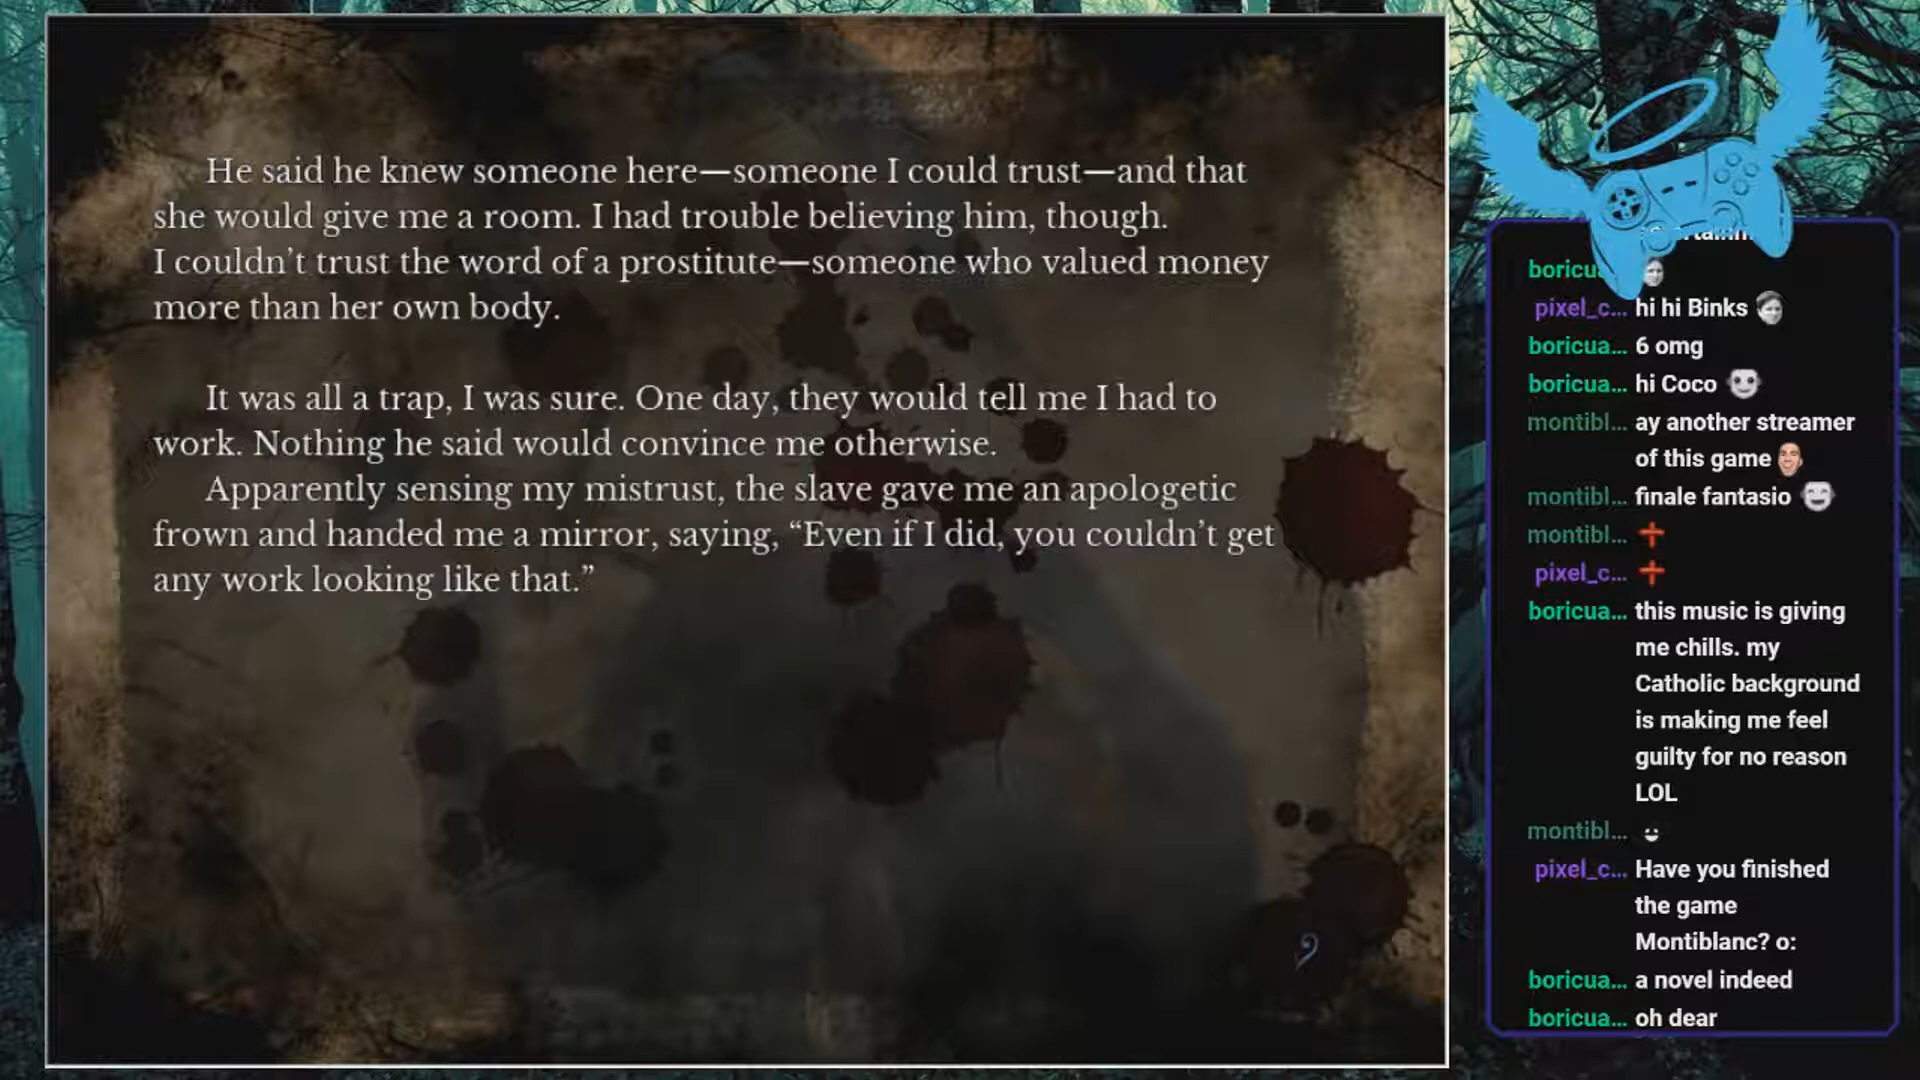 He said he knew someone here—someone I could trust—and that
she would give me a room. I had trouble believing him, though.
I couldn’t trust the word of a prostitute—someone who valued money
more than her own body.
It was all a trap, I was sure. One day, they would tell me I had to
work. Nothing he said would convince me otherwise.
Apparently sensing my mistrust, the slave gave me an apologetic
frown and handed me a mirror, saying, “Even if I did, you couldn’t get
any work looking like that.”
pixel_c... hi hi Binks
boricua... 6 omg
boricua... hi Coco
montibl... ay another streamer
of this game
montibl... finale fantasio
montibl...
pixel_c...
boricua... this music is giving
me chills. my
Catholic background
is making me feel
guilty for no reason
LOL
montibl...
pixel_c... Have you finished
the game
Montiblanc? o:
boricua... a novel indeed
boricua... oh dear